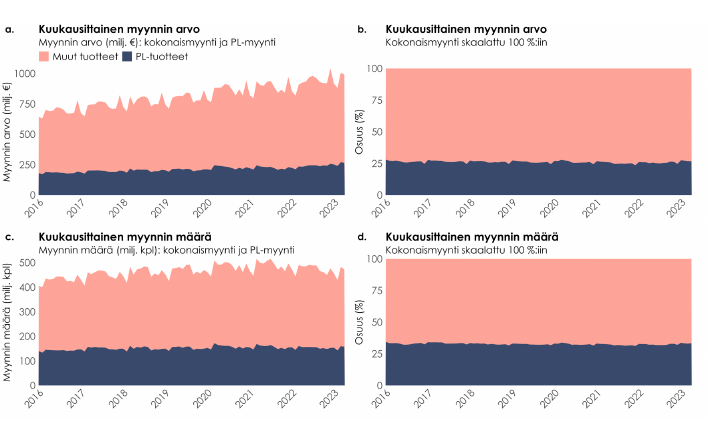 a. Kuukausittainen myynnin arvo
Myynnin arvo (milj. €): kokonaismyynti ja PL-myynti
Muut tuotteet PL-tuotteet
Myynnin arvo (milj. €)
1000
750
500
250
0
2016 2017 2018 2019 2020 2021 2022 2023
b. Kuukausittainen myynnin arvo
Kokonaismyynti skaalattu 100 %:iin
Osuus (%)
100
75
50
25
0
2016 2017 2018 2019 2020 2021 2022 2023
c. Kuukausittainen myynnin määrä
Myynnin määrä (milj. kpl): kokonaismyynti ja PL-myynti
Myynnin määrä (milj. kpl)
500
400
300
200
100
0
2016 2017 2018 2019 2020 2021 2022 2023
d. Kuukausittainen myynnin määrä
Kokonaismyynti skaalattu 100 %:iin
Osuus (%)
100
75
50
25
0
2016 2017 2018 2019 2020 2021 2022 2023